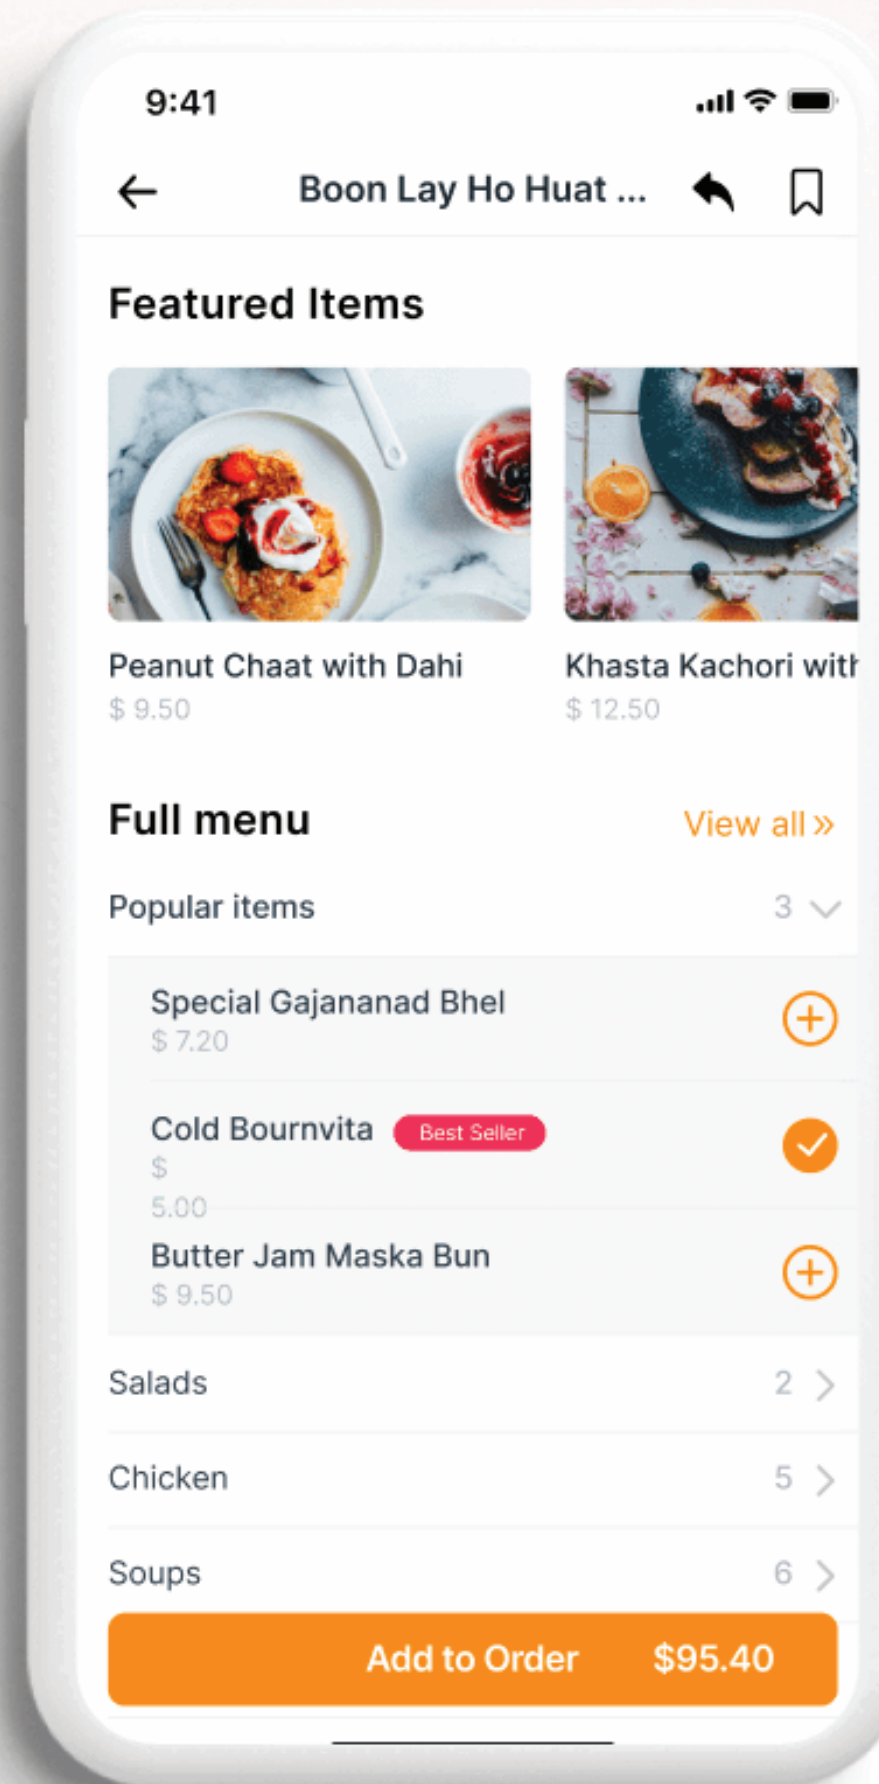 9:41
Boon Lay Ho Huat ...
Featured Items
Peanut Chaat with Dahi
$ 9.50
Khasta Kachori with
$ 12.50
Full menu
View all »
Popular items 3
Special Gajananad Bhel
$ 7.20
Cold Bournvita Best Seller
$
5.00
Butter Jam Maska Bun
$ 9.50
Salads 2
Chicken 5
Soups 6
Add to Order $95.40